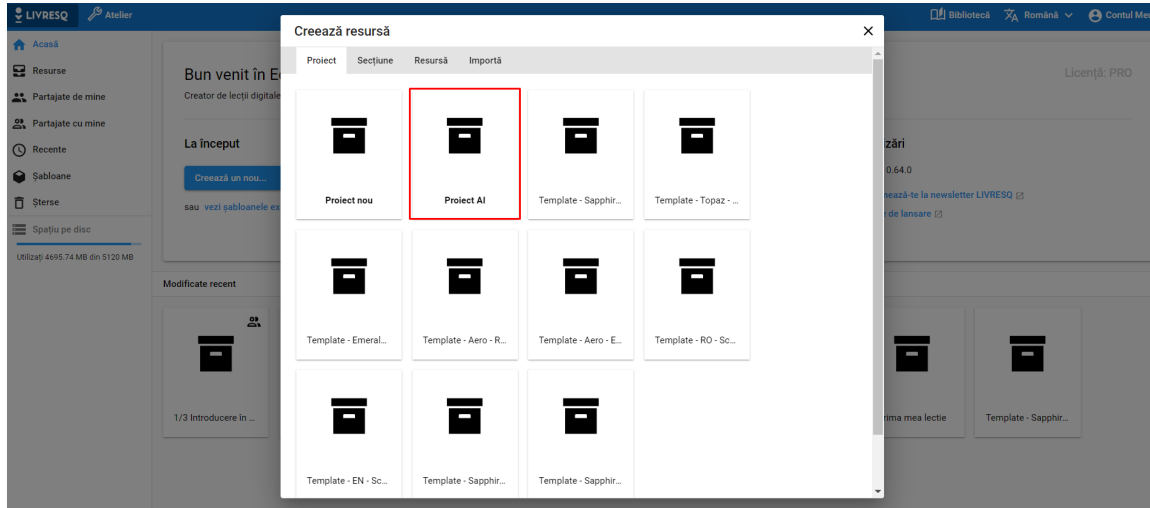 LIVRESQ
Atelier
Bibliotecă
Română
Contul Meu
Acasă
Resurse
Partajate de mine
Partajate cu mine
Recente
Șabloane
Șterse
Spațiu pe disc
Utilizați 4695.74 MB din 5120 MB
Bun venit în E
Creator de lecții digitale
Licență: PRO
La început
Creează un nou...
sau vezi șabloanele ex
zări
0.64.0
nează-te la newsletter LIVRESQ
de lansare
Modificate recent
1/3 Introducere în ...
rima mea lectie
Template - Sapphir...
Creează resursă
Proiect
Secțiune
Resursă
Importă
Proiect nou
Proiect AI
Template - Sapphir...
Template - Topaz - ...
Template - Emeral...
Template - Aero - R...
Template - Aero - E...
Template - RO - Sc...
Template - EN - Sc...
Template - Sapphir...
Template - Sapphir...